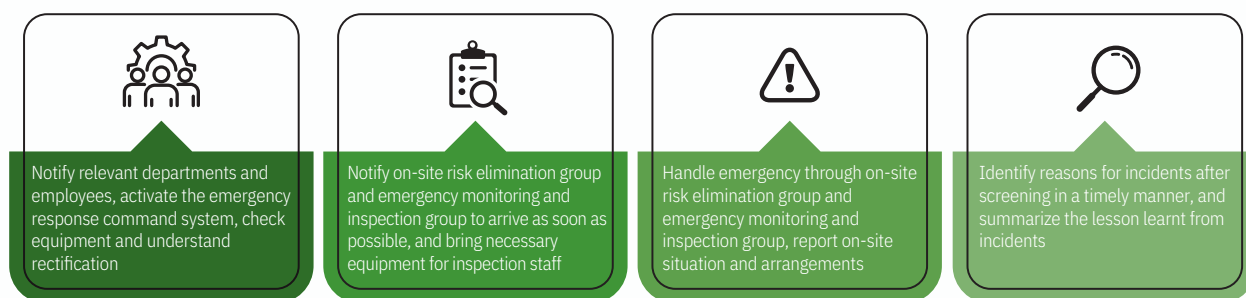 Notify relevant departments and
employees, activate the emergency
response command system, check
equipment and understand
rectification
Notify on-site risk elimination group
and emergency monitoring and
inspection group to arrive as soon as
possible, and bring necessary
equipment for inspection staff
Handle emergency through on-site
risk elimination group and
emergency monitoring and
inspection group, report on-site
situation and arrangements
Identify reasons for incidents after
screening in a timely manner, and
summarize the lesson learnt from
incidents